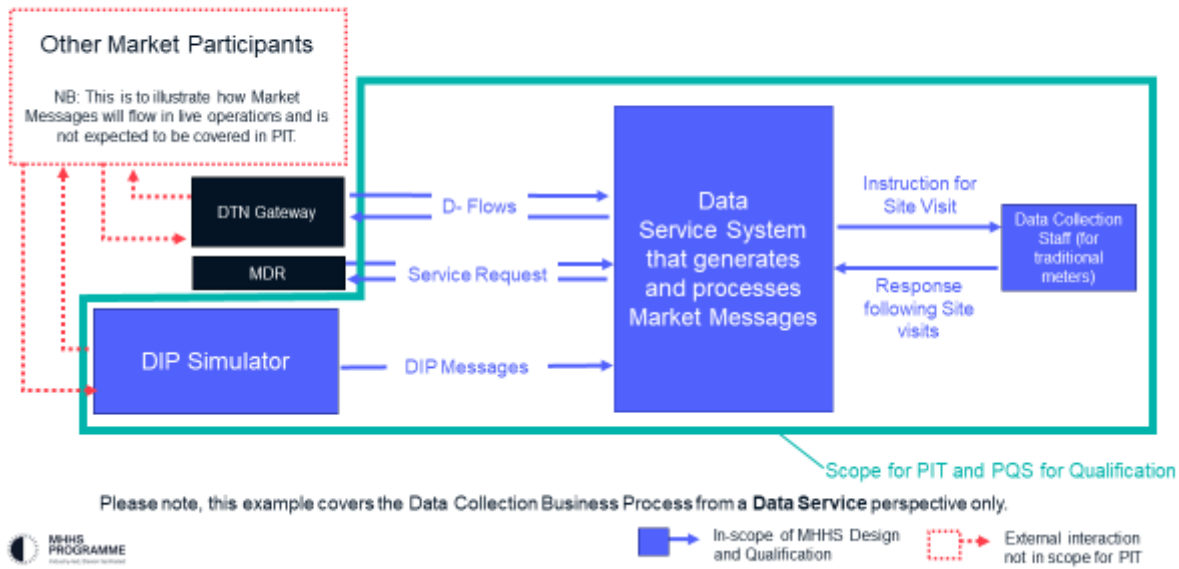 Other Market Participants
NB: This is to illustrate how Market
Messages will flow in live operations and is
not expected to be covered in PIT.
DTN Gateway
MDR
D- Flows
Service Request
DIP Simulator
DIP Messages
Data
Service System
that generates
and processes
Market Messages
Instruction for
Site Visit
Data Collection
Staff (for
traditional
meters)
Response
following Site
visits
Scope for PIT and PQS for Qualification
Please note, this example covers the Data Collection Business Process from a Data Service perspective only.
MHHS
PROGRAMME
In-scope of MHHS Design
and Qualification
External interaction
not in scope for PIT